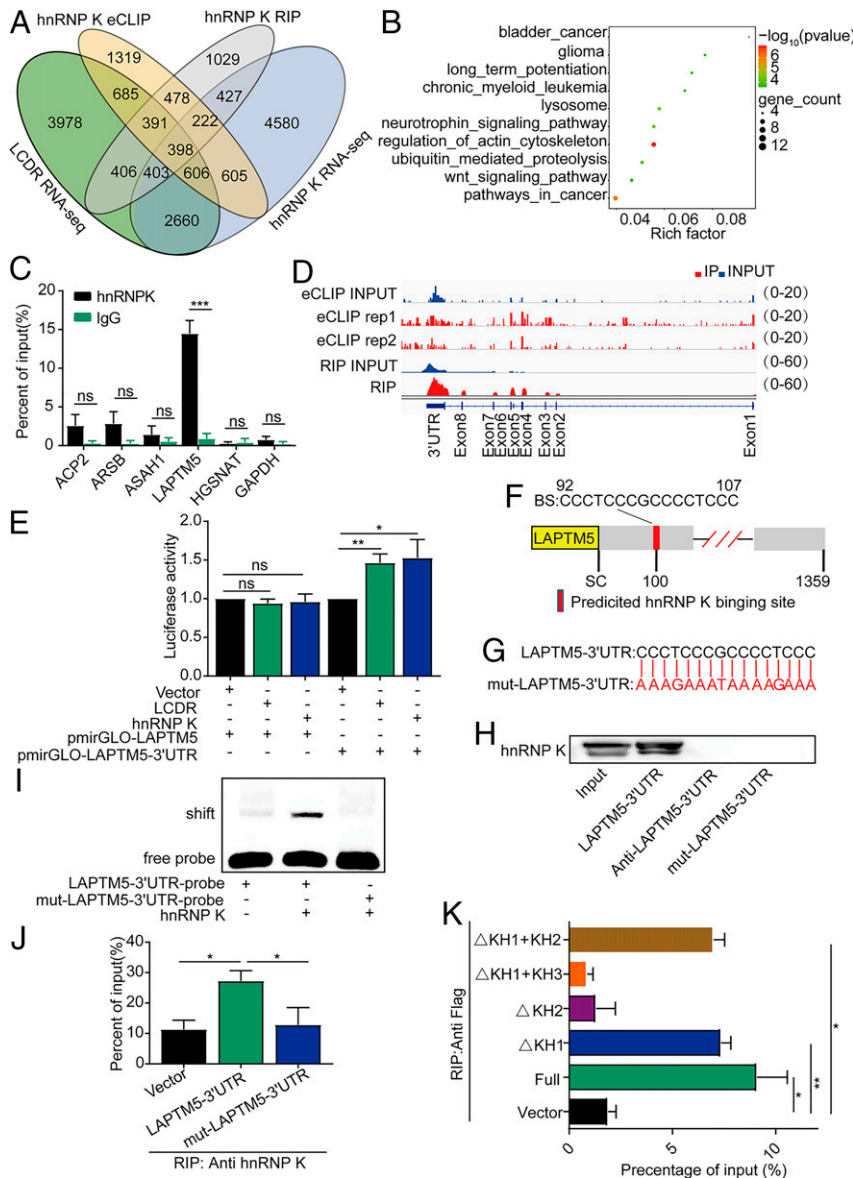 A
hnRNP K eCLIP
hnRNP K RIP
1319
1029
685
478
427
3978
391
222
4580
398
406
403
606
605
2660
LCDR RNA-seq
hnRNP K RNA-seq
B
bladder_cancer
glioma
long_term_potentiation
chronic_myeloid_leukemia
lysosome
neurotrophin_signaling_pathway
regulation_of_actin_cytoskeleton
ubiquitin_mediated_proteolysis
wnt_signaling_pathway
pathways_in_cancer
0.04
0.06
0.08
Rich factor
−log10(pvalue)
6
5
4
gene_count
4
8
12
C
hnRNPK
IgG
Percent of input(%)
20
15
10
5
0
ns
ns
ns
***
ns
ns
ACP2
ARSB
ASAH1
LAPTM5
HGSNAT
GAPDH
D
IP
INPUT
eCLIP INPUT
(0-20)
eCLIP rep1
(0-20)
eCLIP rep2
(0-20)
RIP INPUT
(0-60)
RIP
(0-60)
3'UTR
Exon8
Exon7
Exon6
Exon5
Exon4
Exon3
Exon2
Exon1
E
Luciferase activity
2.0
1.5
1.0
0.5
0.0
ns
ns
**
*
Vector + - - + - -
LCDR - + - - + -
hnRNP K - - + - - +
pmirGLO-LAPTM5 + + + - - -
pmirGLO-LAPTM5-3'UTR - - - + + +
F
92
107
BS:CCCTCCCGCCCCTCCC
LAPTM5
SC
100
1359
Predicited hnRNP K binging site
G
LAPTM5-3'UTR:CCCTCCCGCCCCTCCC
mut-LAPTM5-3'UTR:AAAGAAATAAAAGAAA
H
hnRNP K
Input
LAPTM5-3'UTR
Anti-LAPTM5-3'UTR
mut-LAPTM5-3'UTR
I
shift
free probe
LAPTM5-3'UTR-probe + + -
mut-LAPTM5-3'UTR-probe - - +
hnRNP K - + +
J
Percent of input(%)
40
30
20
10
0
*
*
Vector
LAPTM5-3'UTR
mut-LAPTM5-3'UTR
RIP: Anti hnRNP K
K
RIP:Anti Flag
△KH1+KH2
△KH1+KH3
△KH2
△KH1
Full
Vector
*
**
*
0
5
10
Precentage of input (%)